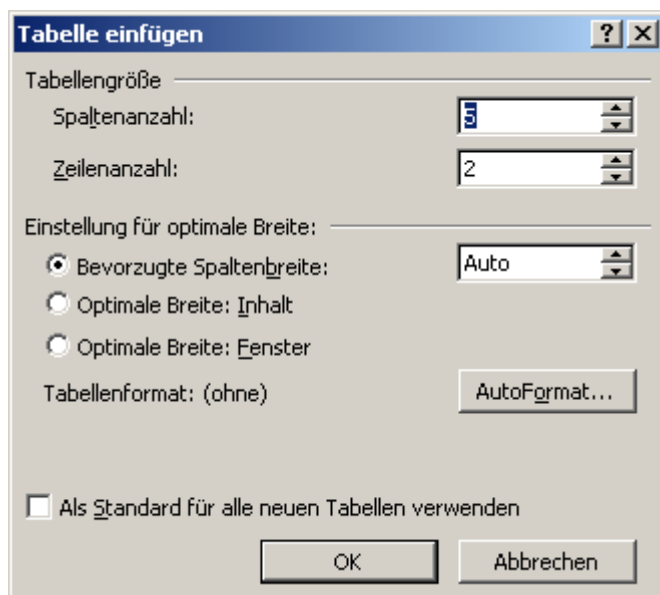 Tabelle einfügen
Tabellengröße
Spaltenanzahl: 5
Zeilenanzahl: 2
Einstellung für optimale Breite:
Bevorzugte Spaltenbreite: Auto
Optimale Breite: Inhalt
Optimale Breite: Fenster
Tabellenformat: (ohne) AutoFormat...
Als Standard für alle neuen Tabellen verwenden
OK Abbrechen